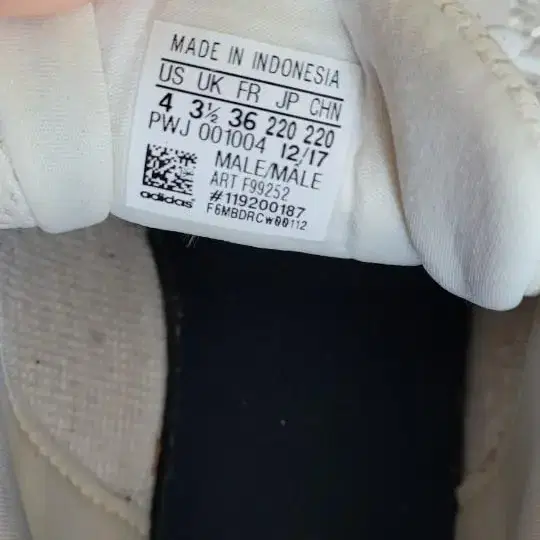 MADE IN INDONESIA
US UK FR JP CHN
4 3½ 36 220 220
PWJ 001004 12/17
MALE/MÂLE
ART F99252
#119200187
adidas
F6MBDRCW00112